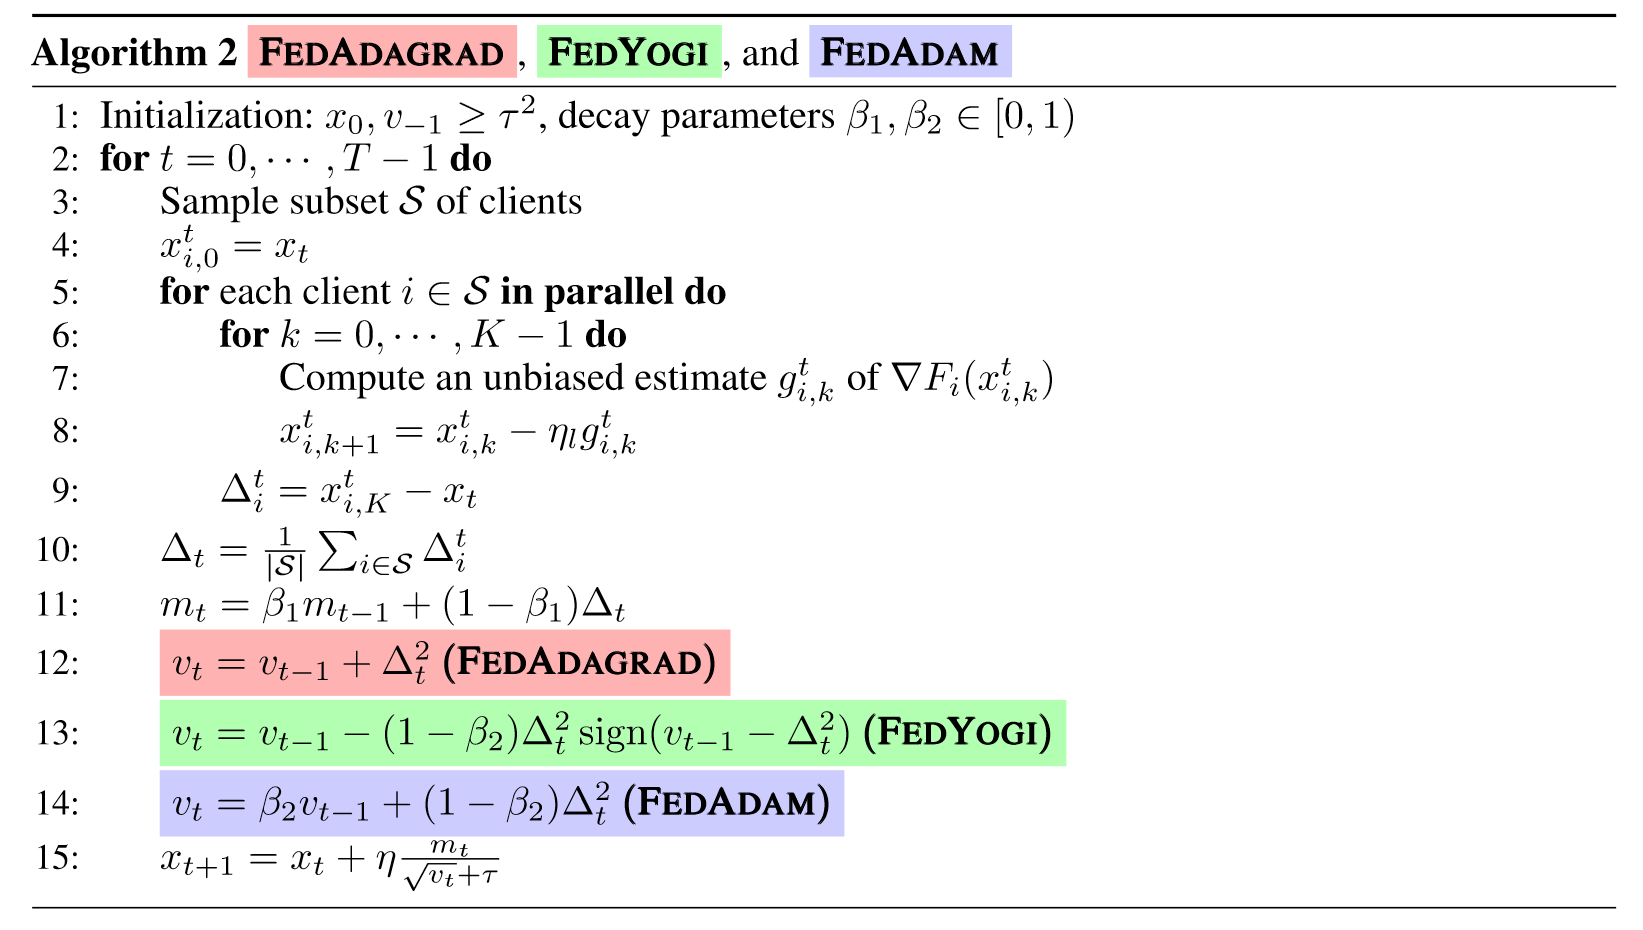 Algorithm 2 FEDADAGRAD, FEDYOGI, and FEDADAM
1: Initialization: $x_0, v_{-1} \geq \tau^2$, decay parameters $\beta_1, \beta_2 \in [0, 1)$
2: for $t = 0, \cdots, T - 1$ do
3: Sample subset $\mathcal{S}$ of clients
4: $x_{i,0}^t = x_t$
5: for each client $i \in \mathcal{S}$ in parallel do
6: for $k = 0, \cdots, K - 1$ do
7: Compute an unbiased estimate $g_{i,k}^t$ of $\nabla F_i(x_{i,k}^t)$
8: $x_{i,k+1}^t = x_{i,k}^t - \eta_l g_{i,k}^t$
9: $\Delta_i^t = x_{i,K}^t - x_t$
10: $\Delta_t = \frac{1}{|\mathcal{S}|} \sum_{i \in \mathcal{S}} \Delta_i^t$
11: $m_t = \beta_1 m_{t-1} + (1 - \beta_1) \Delta_t$
12: $v_t = v_{t-1} + \Delta_t^2$ (FEDADAGRAD)
13: $v_t = v_{t-1} - (1 - \beta_2) \Delta_t^2 \operatorname{sign}(v_{t-1} - \Delta_t^2)$ (FEDYOGI)
14: $v_t = \beta_2 v_{t-1} + (1 - \beta_2) \Delta_t^2$ (FEDADAM)
15: $x_{t+1} = x_t + \eta \frac{m_t}{\sqrt{v_t} + \tau}$